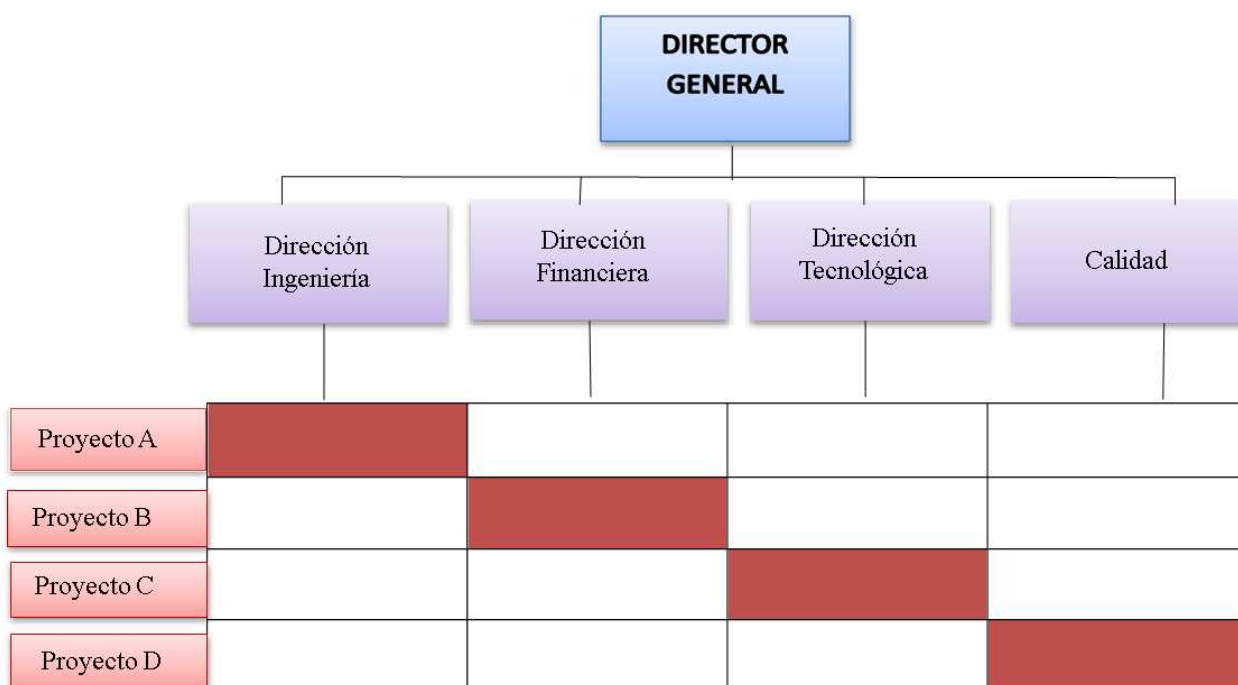 DIRECTOR
GENERAL
Dirección
Ingeniería
Dirección
Financiera
Dirección
Tecnológica
Calidad
Proyecto A
Proyecto B
Proyecto C
Proyecto D